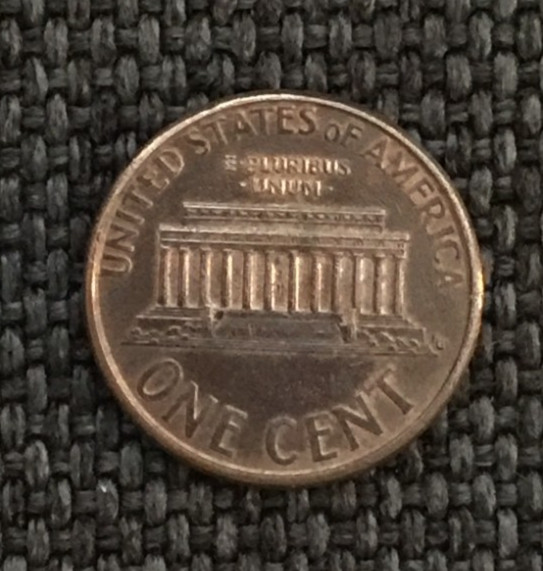 UNITED STATES OF AMERICA
E·PLURIBUS
·UNUM·
ONE CENT